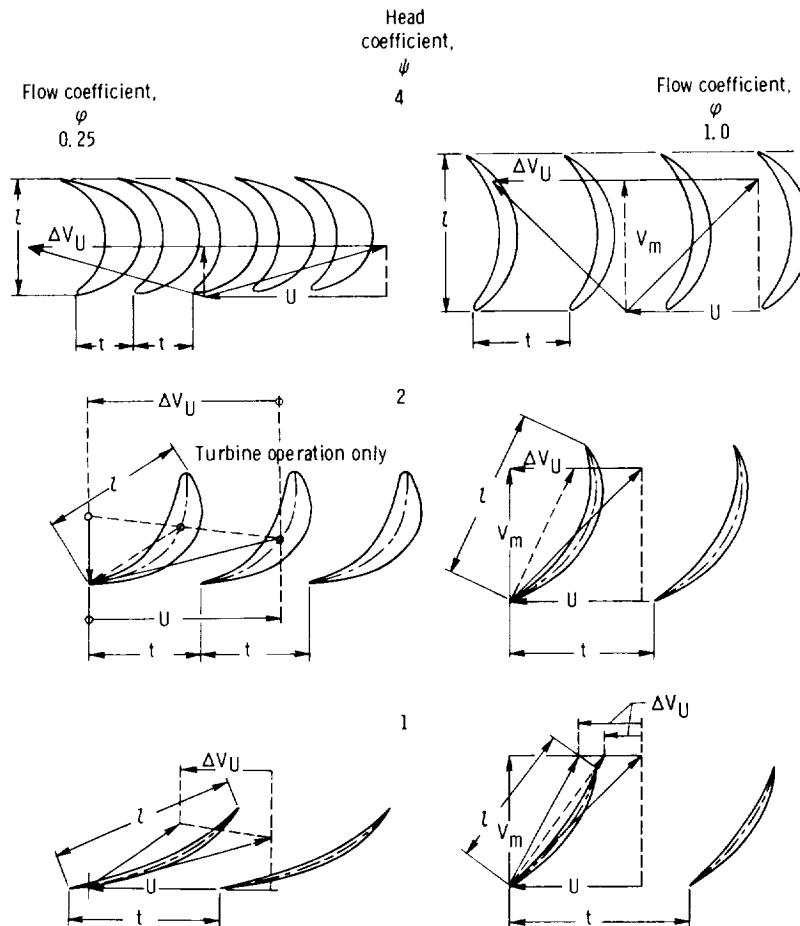 Head
coefficient,
ψ
4
Flow coefficient,
φ
0.25
Flow coefficient,
φ
1.0
l
ΔV_U
U
t
t
l
ΔV_U
V_m
U
t
2
ΔV_U
Turbine operation only
l
U
t
t
ΔV_U
l
V_m
U
t
1
ΔV_U
l
U
t
ΔV_U
l
V_m
U
t